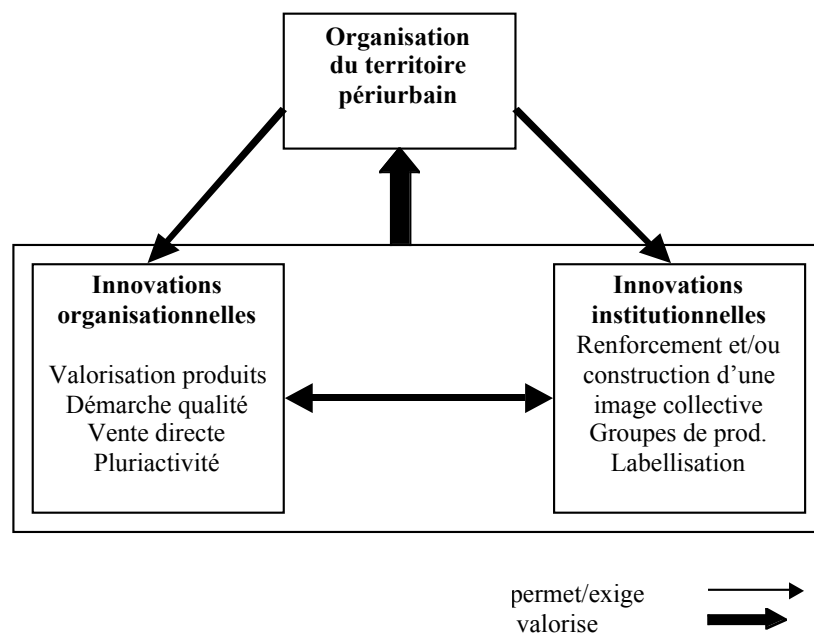 Organisation
du territoire
périurbain
Innovations
organisationnelles
Valorisation produits
Démarche qualité
Vente directe
Pluriactivité
Innovations
institutionnelles
Renforcement et/ou
construction d’une
image collective
Groupes de prod.
Labellisation
permet/exige
valorise